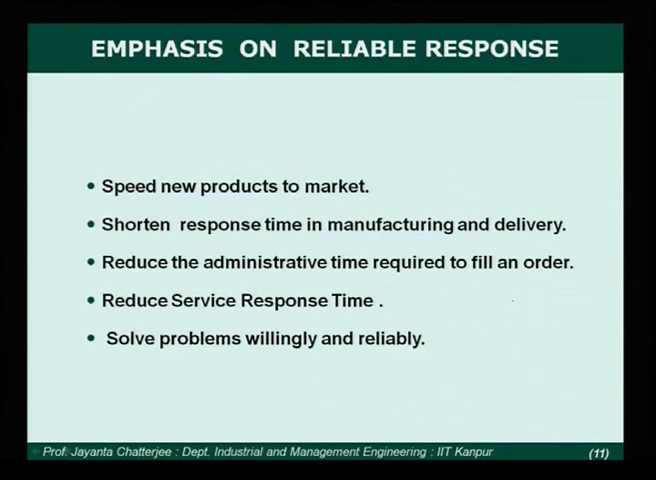 EMPHASIS ON RELIABLE RESPONSE
• Speed new products to market.
• Shorten response time in manufacturing and delivery.
• Reduce the administrative time required to fill an order.
• Reduce Service Response Time .
• Solve problems willingly and reliably.
Prof. Jayanta Chatterjee : Dept. Industrial and Management Engineering : IIT Kanpur
(11)